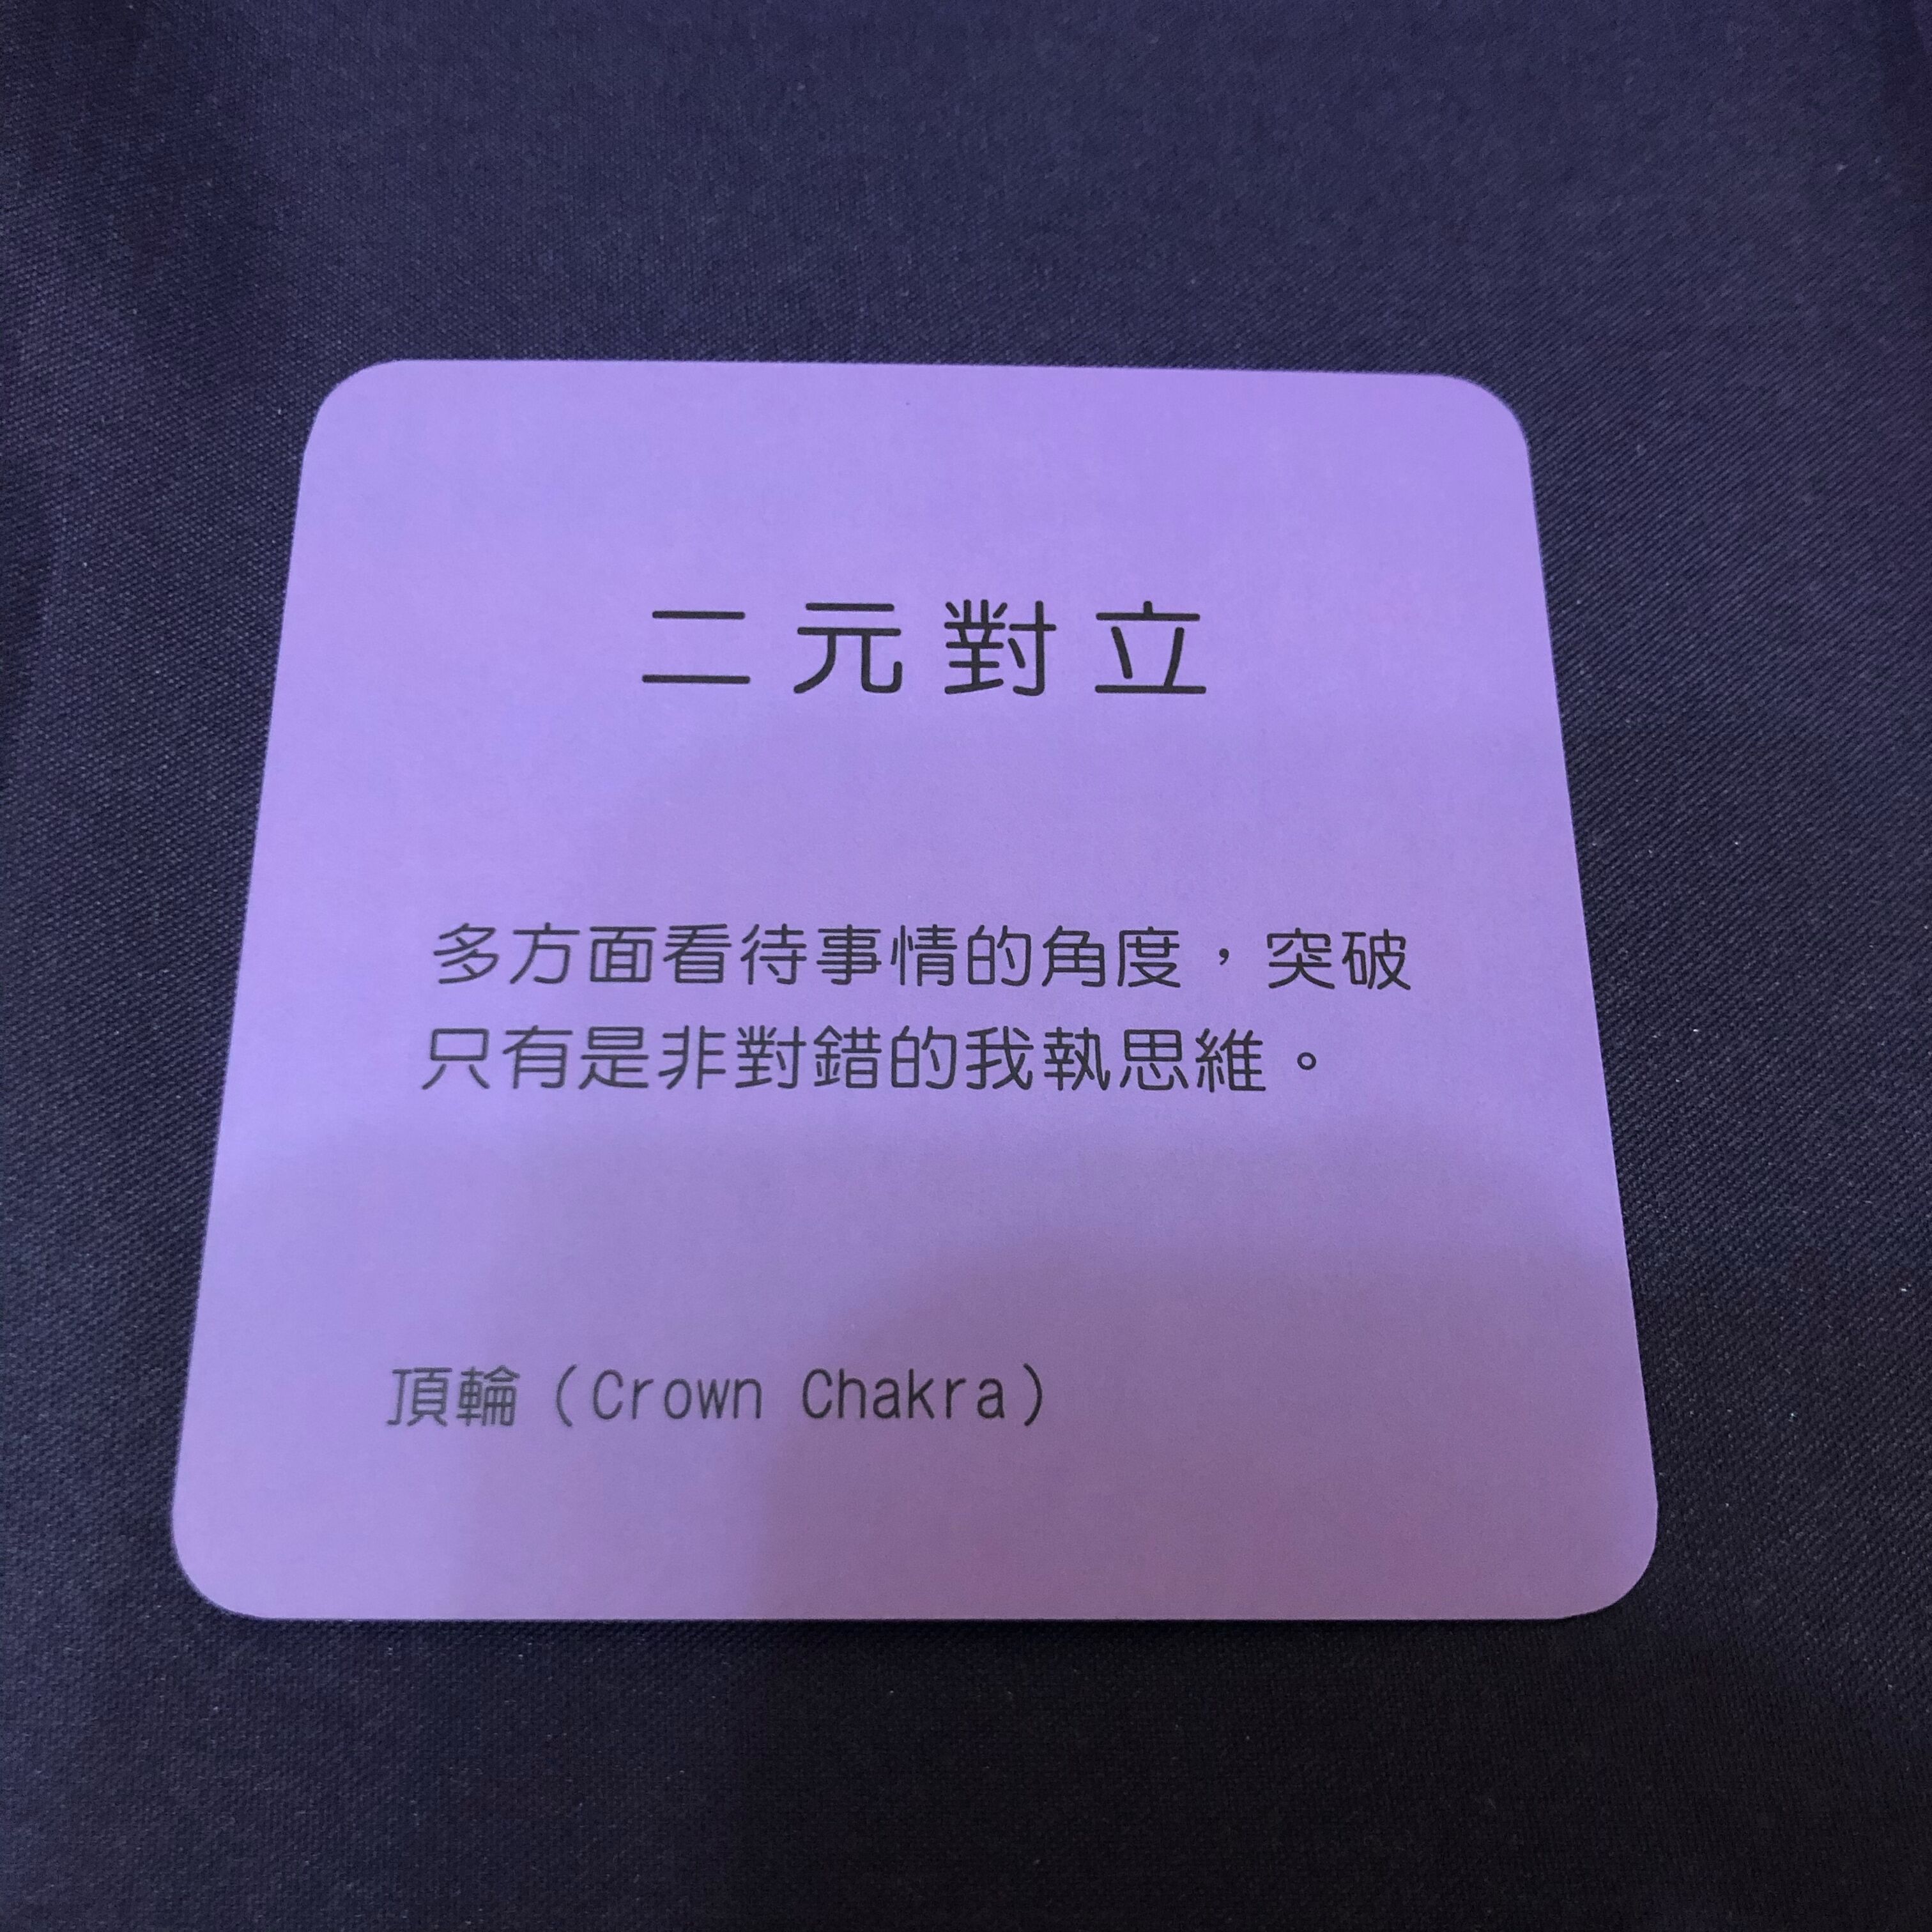 二元對立
多方面看待事情的角度，突破
只有是非對錯的我執思維。
頂輪（Crown Chakra）